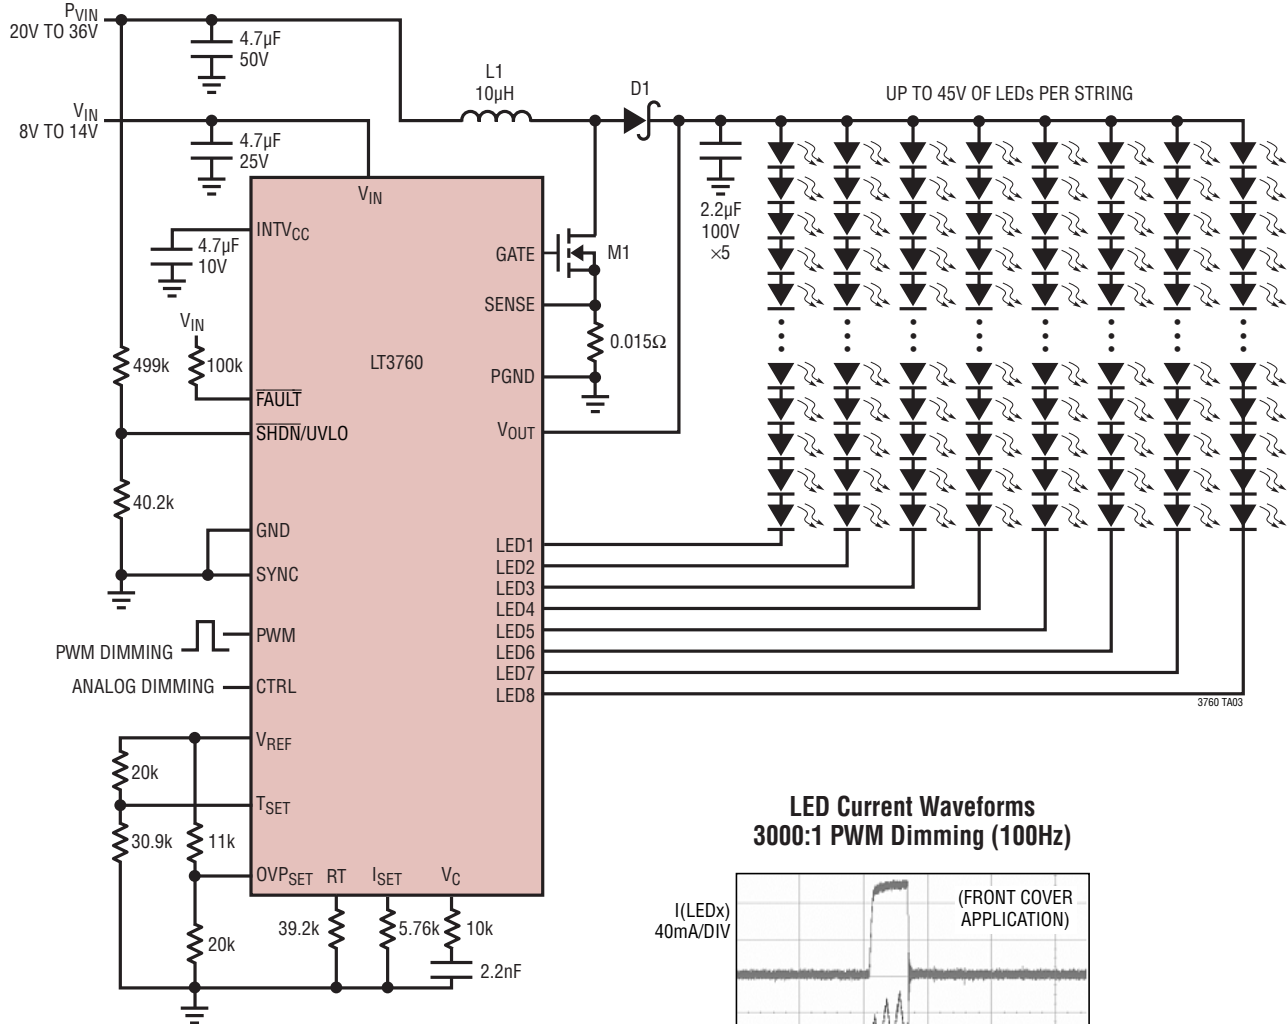 PVIN
20V TO 36V
4.7µF
50V
L1
10µH
D1
UP TO 45V OF LEDs PER STRING
VIN
8V TO 14V
4.7µF
25V
VIN
2.2µF
100V
×5
INTVCC
4.7µF
10V
GATE
M1
SENSE
VIN
0.015Ω
499k
100k
LT3760
PGND
FAULT
SHDN/UVLO
VOUT
40.2k
GND
LED1
LED2
SYNC
LED3
LED4
PWM
LED5
PWM DIMMING
LED6
LED7
ANALOG DIMMING
CTRL
LED8
3760 TA03
VREF
20k
TSET
30.9k
11k
OVPSET
RT
ISET
VC
39.2k
5.76k
10k
20k
2.2nF
LED Current Waveforms
3000:1 PWM Dimming (100Hz)
I(LEDx)
40mA/DIV
(FRONT COVER
APPLICATION)